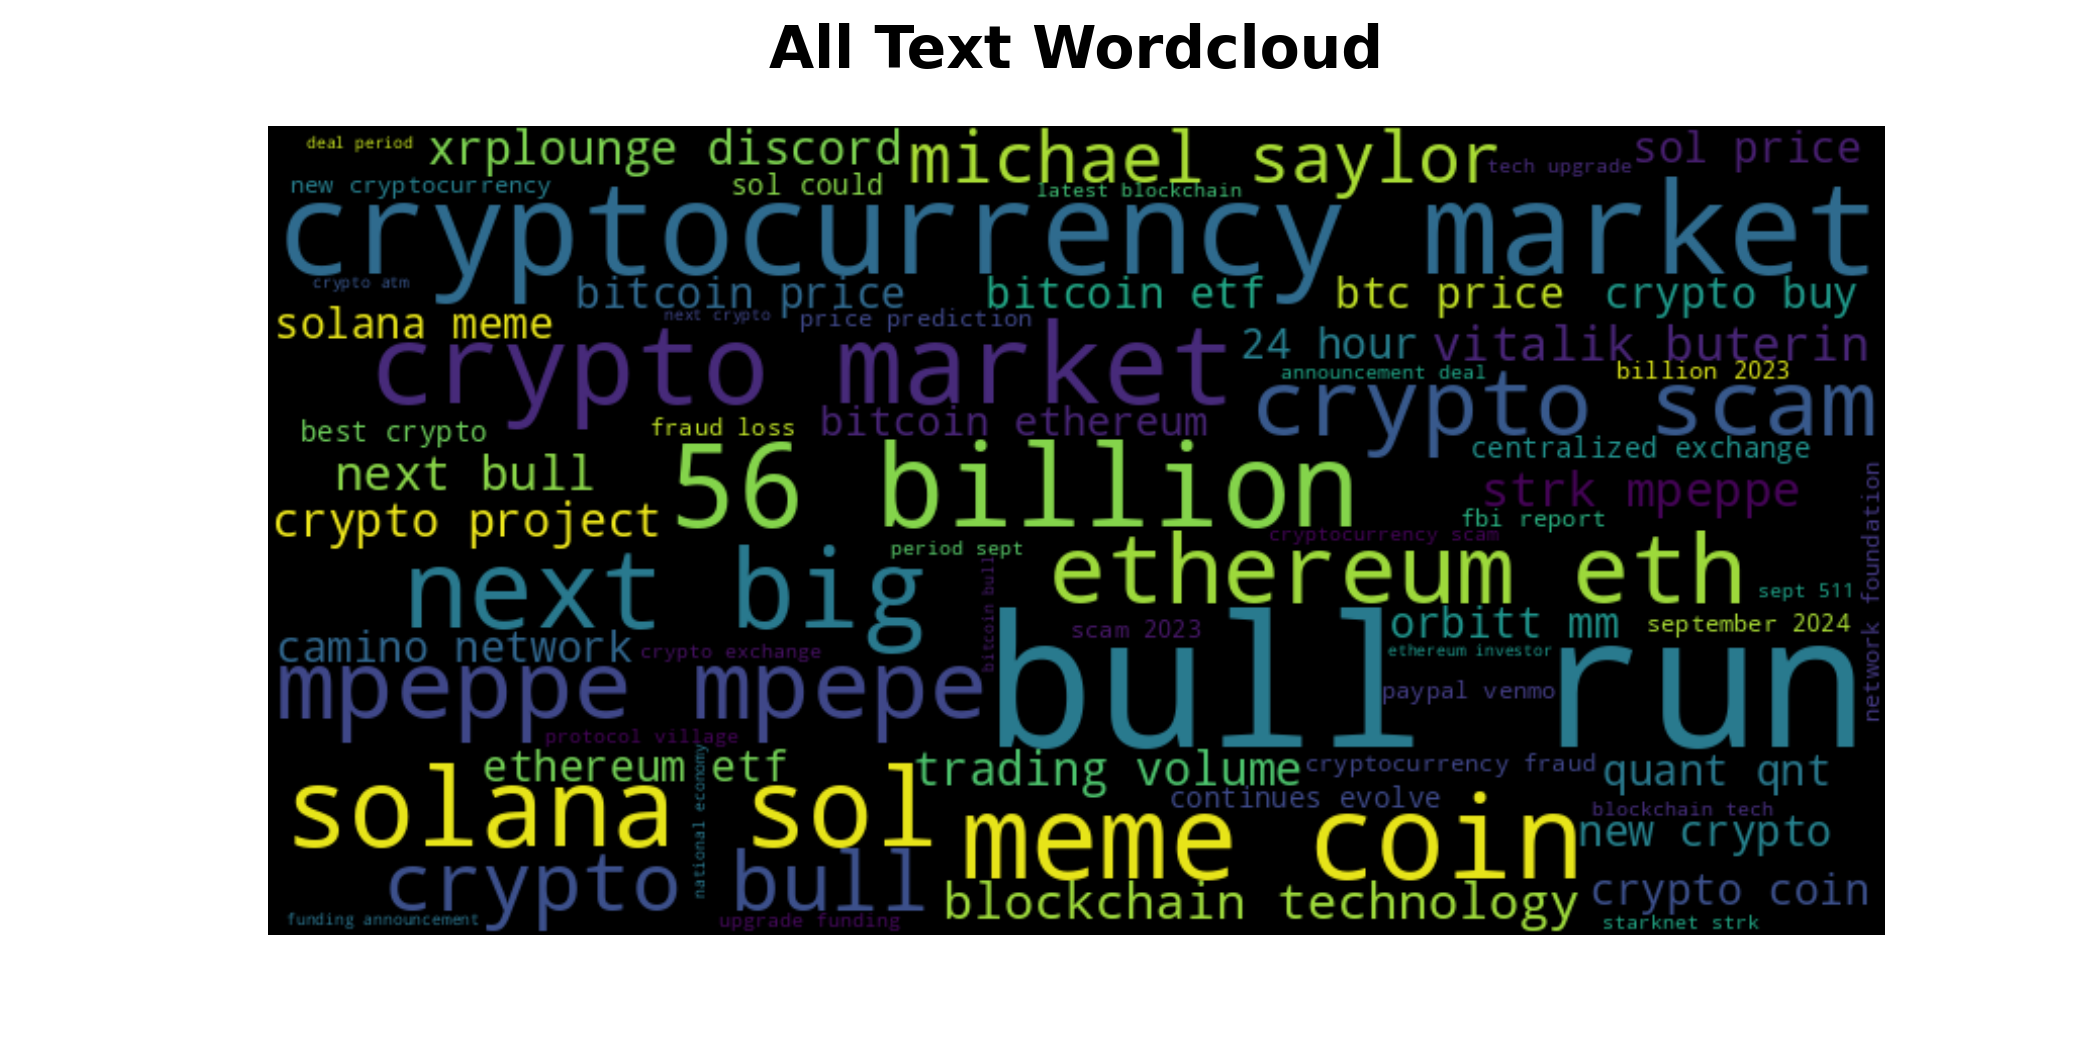 All Text Wordcloud
deal period
xrplounge discord
michael saylor
tech upgrade
sol price
new cryptocurrency
sol could
latest blockchain
cryptocurrency market
crypto atm
bitcoin price
bitcoin etf
btc price
crypto buy
solana meme
next crypto
price prediction
crypto market
24 hour
vitalik buterin
announcement deal
billion 2023
crypto scam
best crypto
fraud loss
bitcoin ethereum
centralized exchange
next bull
56 billion
strk mpeppe
crypto project
fbi report
cryptocurrency scam
period sept
next big
ethereum eth
sept 511
network foundation
bitcoin bull
scam 2023
orbitt mm
september 2024
camino network
crypto exchange
ethereum investor
mpeppe mpepe
bull run
paypal venmo
protocol village
ethereum etf
national economy
trading volume
cryptocurrency fraud
quant qnt
solana sol
continues evolve
meme coin
blockchain tech
new crypto
crypto bull
blockchain technology
crypto coin
funding announcement
upgrade funding
starknet strk